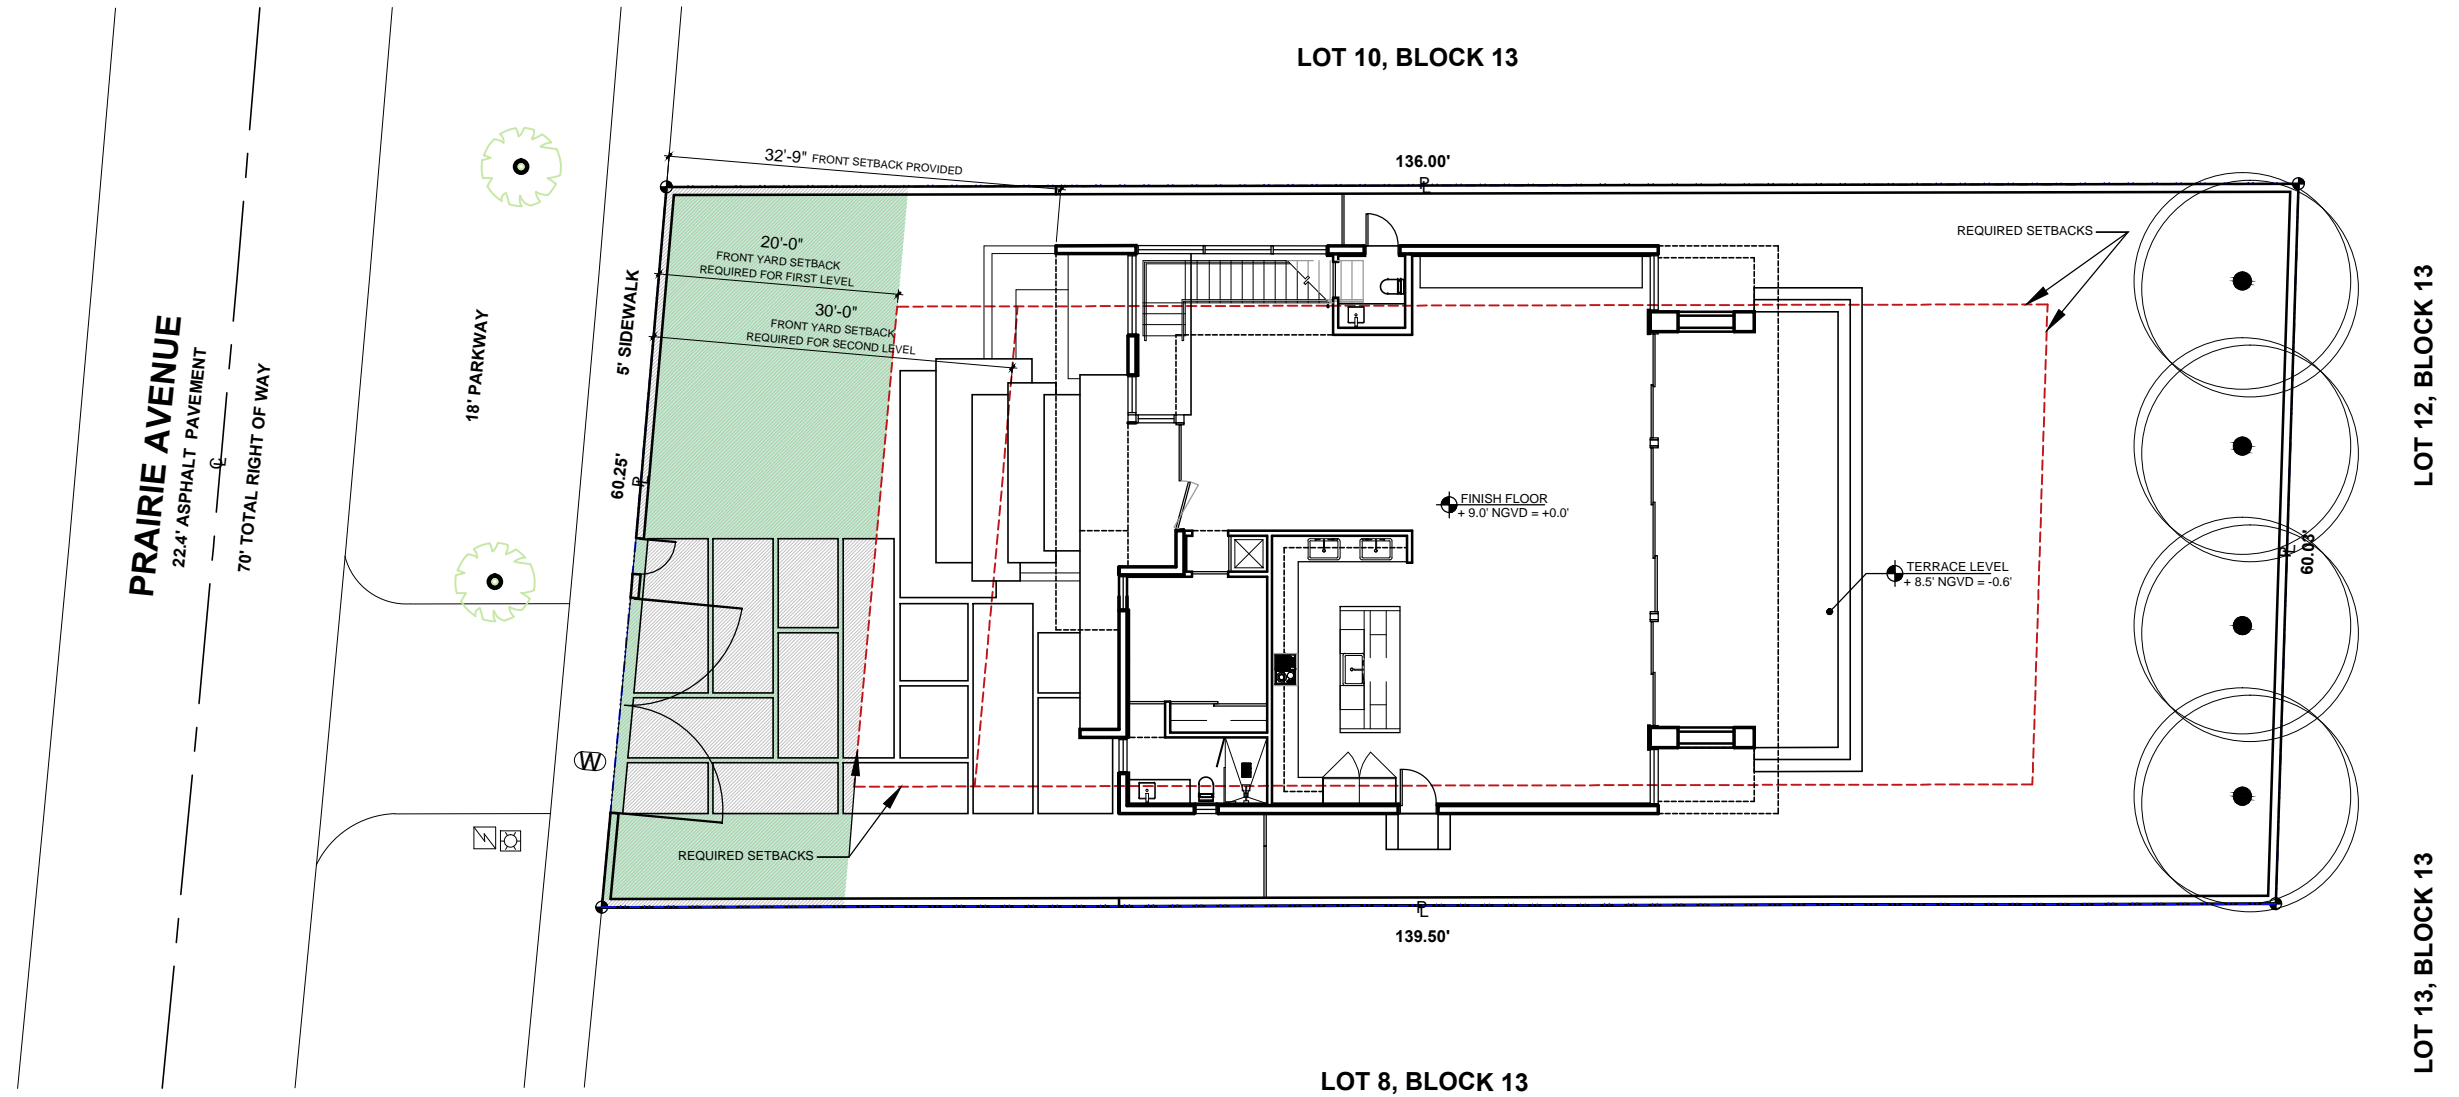 LOT 10, BLOCK 13
32'-9" FRONT SETBACK PROVIDED
136.00'
P
L
REQUIRED SETBACKS
20'-0"
FRONT YARD SETBACK
REQUIRED FOR FIRST LEVEL
30'-0"
FRONT YARD SETBACK
REQUIRED FOR SECOND LEVEL
PRAIRIE AVENUE
22.4' ASPHALT PAVEMENT
CL
70' TOTAL RIGHT OF WAY
18' PARKWAY
5' SIDEWALK
60.25'
PL
FINISH FLOOR
+ 9.0' NGVD = +0.0'
TERRACE LEVEL
+ 8.5' NGVD = -0.6'
PL
60.03'
LOT 12, BLOCK 13
W
REQUIRED SETBACKS
P
L
139.50'
LOT 13, BLOCK 13
LOT 8, BLOCK 13